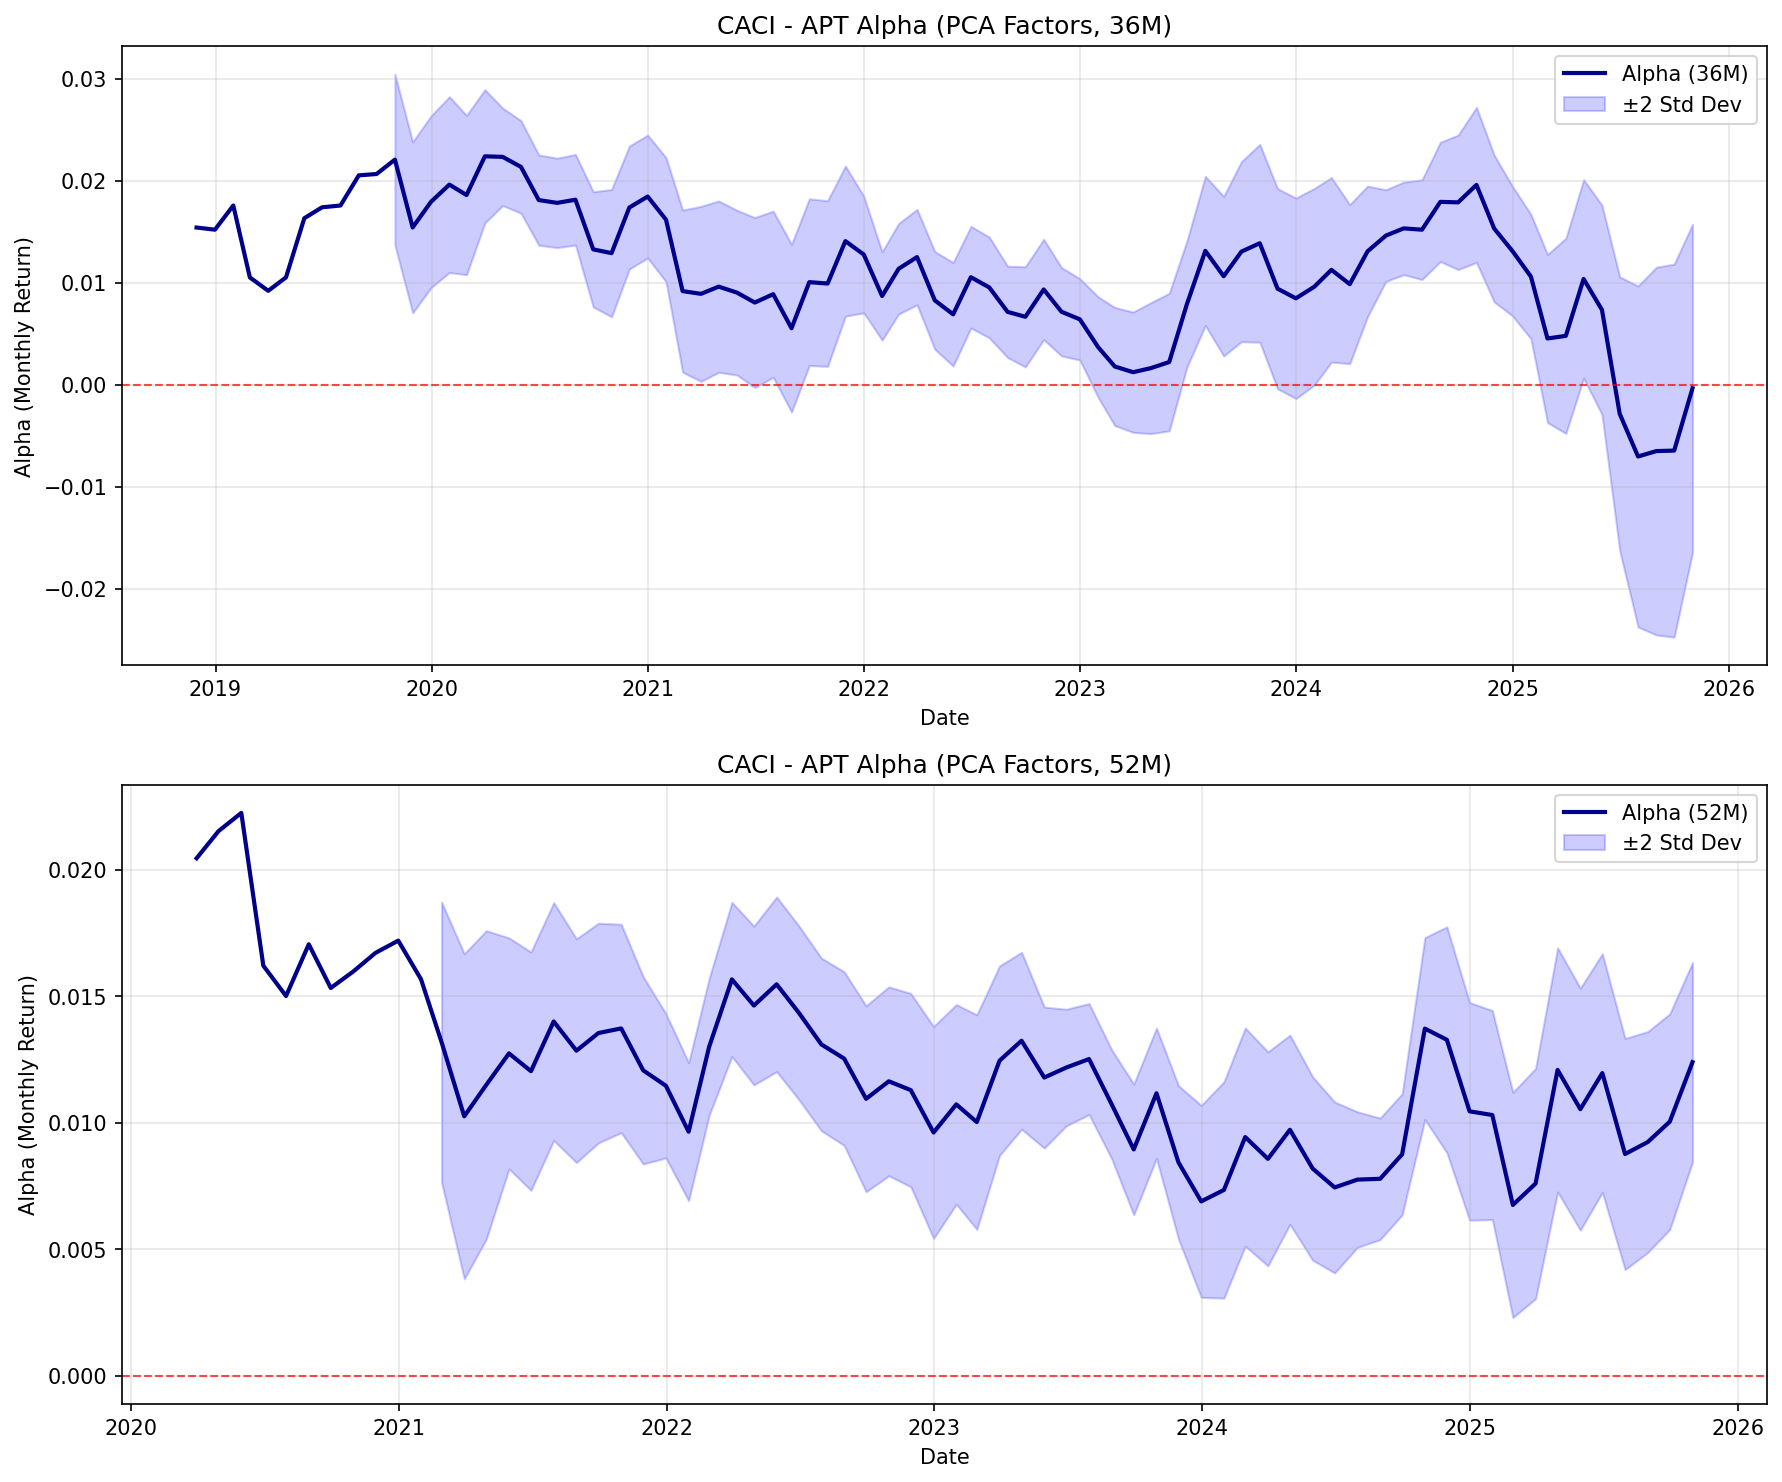 CACI - APT Alpha (PCA Factors, 36M)
Alpha (36M)
±2 Std Dev
Alpha (Monthly Return)
0.03
0.02
0.01
0.00
−0.01
−0.02
2019 2020 2021 2022 2023 2024 2025 2026
Date
CACI - APT Alpha (PCA Factors, 52M)
Alpha (52M)
±2 Std Dev
Alpha (Monthly Return)
0.020
0.015
0.010
0.005
0.000
2020 2021 2022 2023 2024 2025 2026
Date